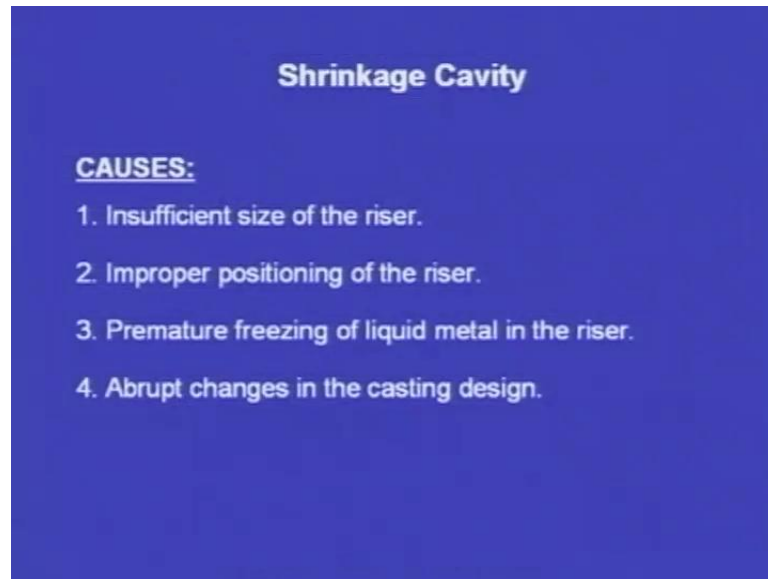 Shrinkage Cavity
CAUSES:
1. Insufficient size of the riser.
2. Improper positioning of the riser.
3. Premature freezing of liquid metal in the riser.
4. Abrupt changes in the casting design.